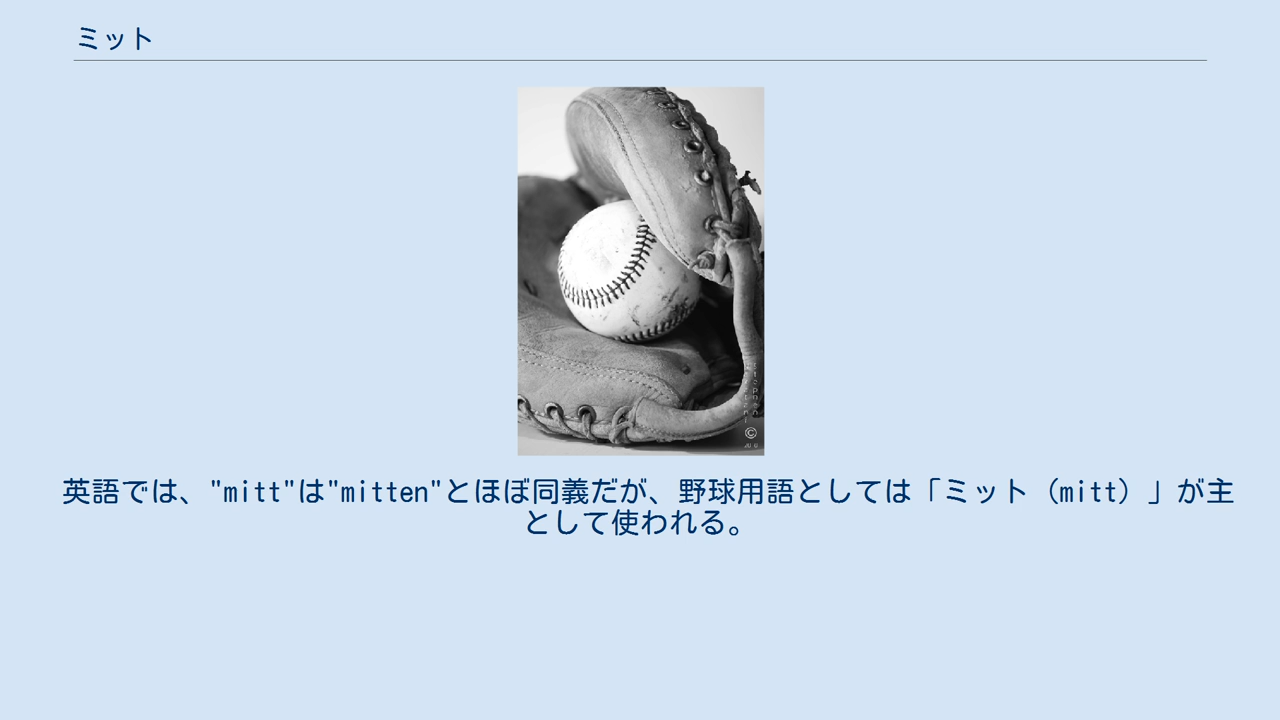 ミット
英語では、"mitt"は"mitten"とほぼ同義だが、野球用語としては「ミット（mitt）」が主
として使われる。
©